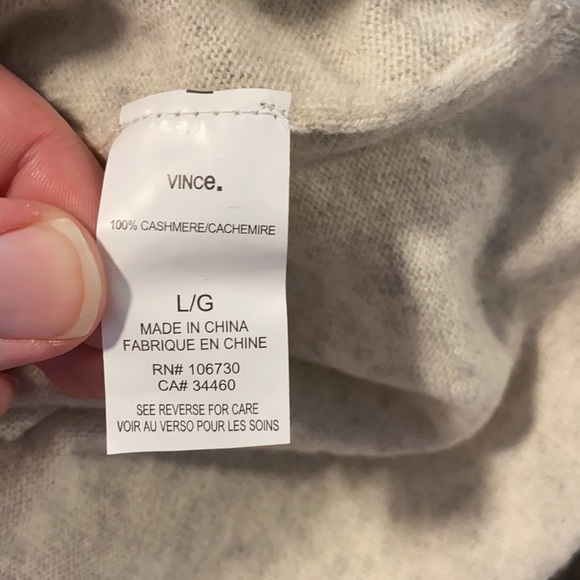 VINCe.
100% CASHMERE/CACHEMIRE
L/G
MADE IN CHINA
FABRIQUE EN CHINE
RN# 106730
CA# 34460
SEE REVERSE FOR CARE
VOIR AU VERSO POUR LES SOINS